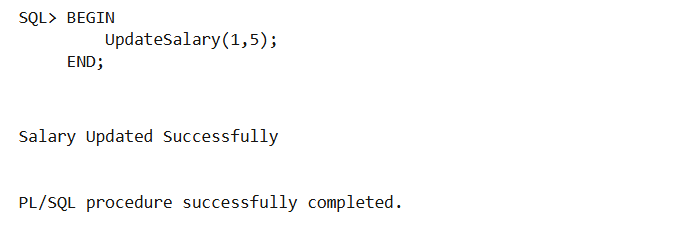 SQL> BEGIN
         UpdateSalary(1,5);
     END;
Salary Updated Successfully
PL/SQL procedure successfully completed.